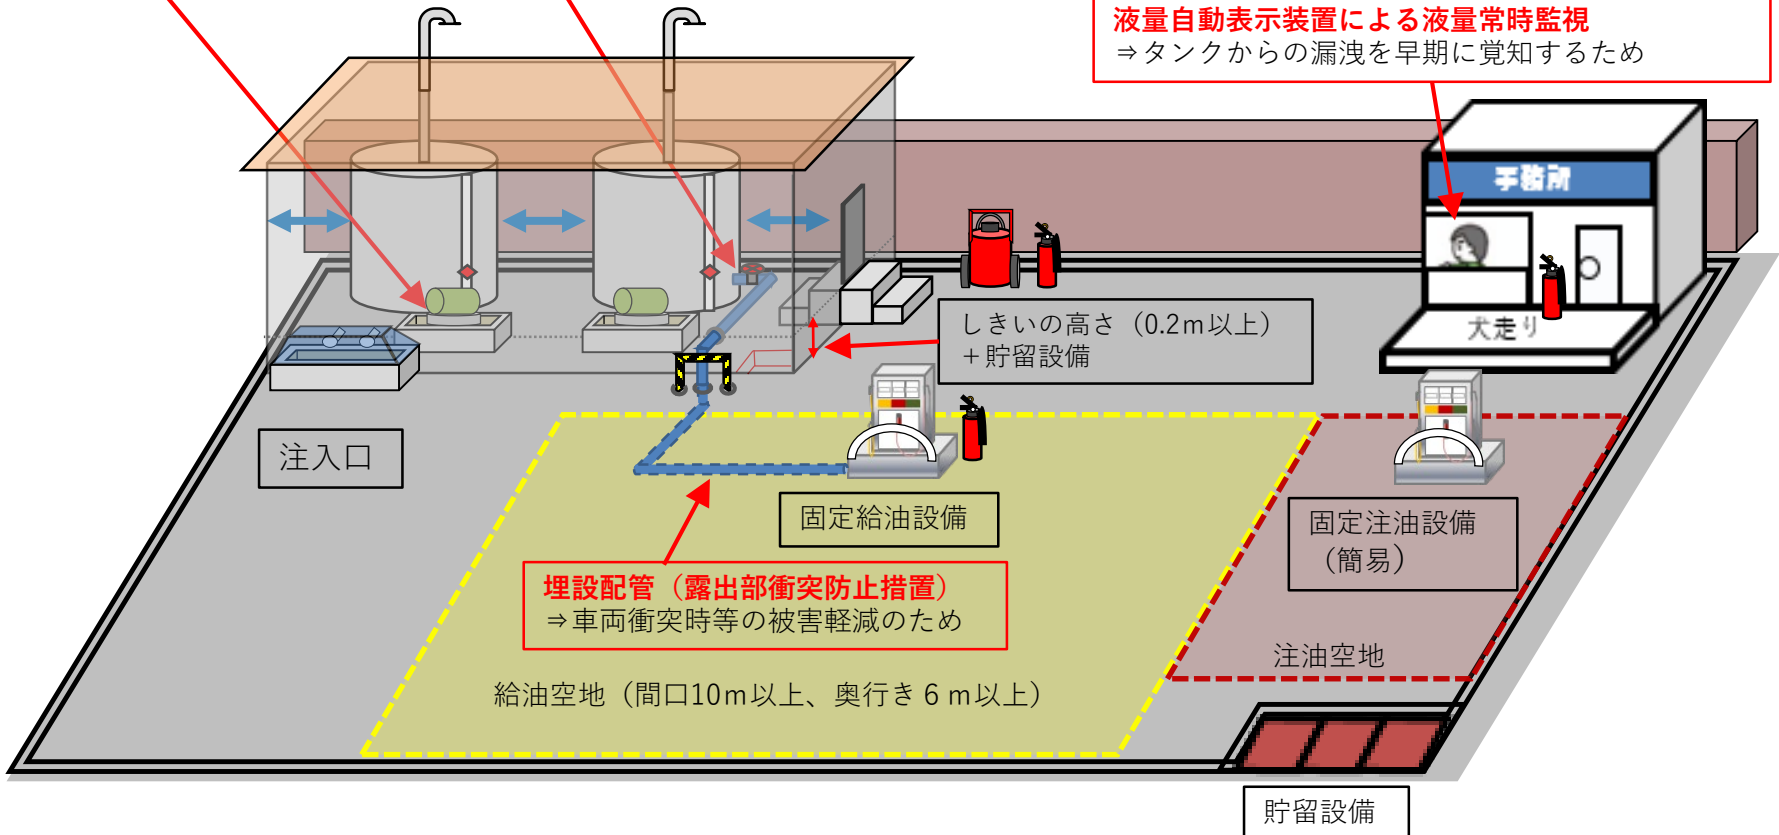 液量自動表示装置による液量常時監視
⇒タンクからの漏洩を早期に覚知するため
事務所
犬走り
しきいの高さ（0.2ｍ以上）
＋貯留設備
注入口
固定給油設備
固定注油設備
（簡易）
埋設配管（露出部衝突防止措置）
⇒車両衝突時等の被害軽減のため
注油空地
給油空地（間口10ｍ以上、奥行き６ｍ以上）
貯留設備